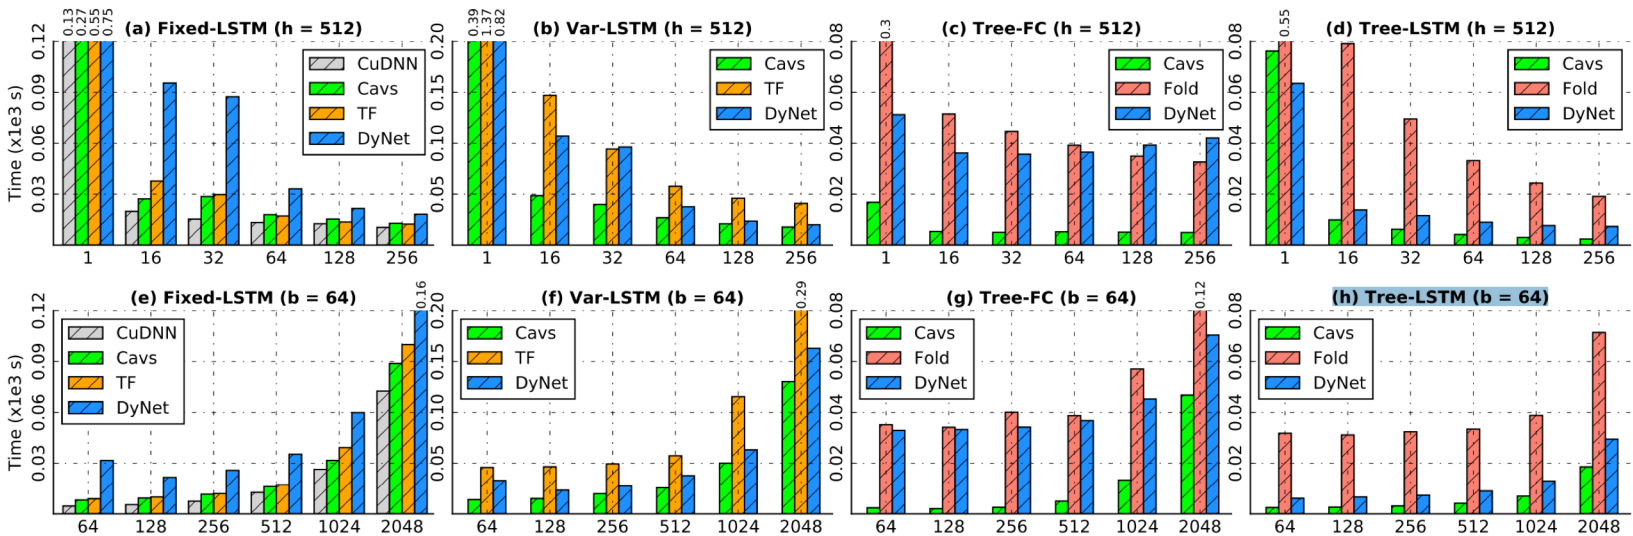 0.13 0.27 0.55 0.75
(a) Fixed-LSTM (h = 512)
Time (x1e3 s)
0.12
0.09
0.06
0.03
CuDNN
Cavs
TF
DyNet
1 16 32 64 128 256
0.39 1.37 0.82
(b) Var-LSTM (h = 512)
0.20
0.15
0.10
0.05
Cavs
TF
DyNet
1 16 32 64 128 256
0.3
(c) Tree-FC (h = 512)
0.08
0.06
0.04
0.02
Cavs
Fold
DyNet
1 16 32 64 128 256
0.55
(d) Tree-LSTM (h = 512)
0.08
0.06
0.04
0.02
Cavs
Fold
DyNet
1 16 32 64 128 256
(e) Fixed-LSTM (b = 64)
0.16
Time (x1e3 s)
0.12
0.09
0.06
0.03
CuDNN
Cavs
TF
DyNet
64 128 256 512 1024 2048
(f) Var-LSTM (b = 64)
0.29
0.20
0.15
0.10
0.05
Cavs
TF
DyNet
64 128 256 512 1024 2048
(g) Tree-FC (b = 64)
0.12
0.08
0.06
0.04
0.02
Cavs
Fold
DyNet
64 128 256 512 1024 2048
(h) Tree-LSTM (b = 64)
0.08
0.06
0.04
0.02
Cavs
Fold
DyNet
64 128 256 512 1024 2048